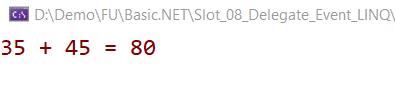 D:\Demo\FU\Basic.NET\Slot_08_Delegate_Event_LINQ\
35 + 45 = 80